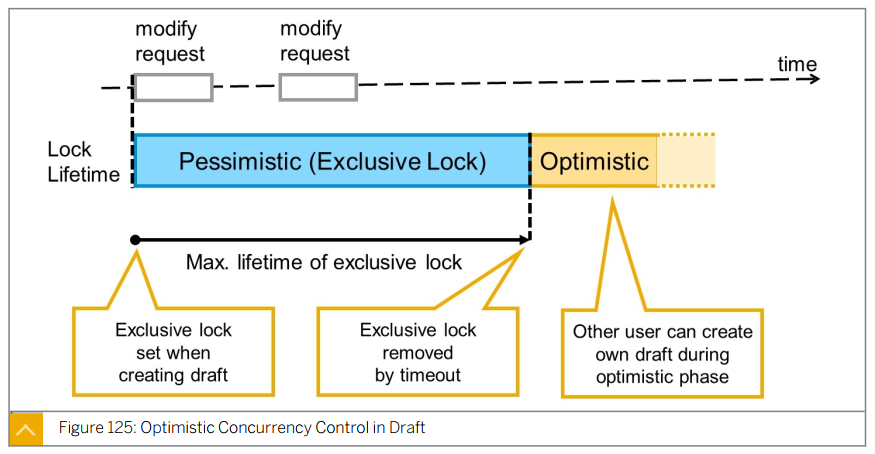 modify
request
modify
request
time
Lock
Lifetime
Pessimistic (Exclusive Lock)
Optimistic
Max. lifetime of exclusive lock
Exclusive lock
set when
creating draft
Exclusive lock
removed
by timeout
Other user can create
own draft during
optimistic phase
Figure 125: Optimistic Concurrency Control in Draft